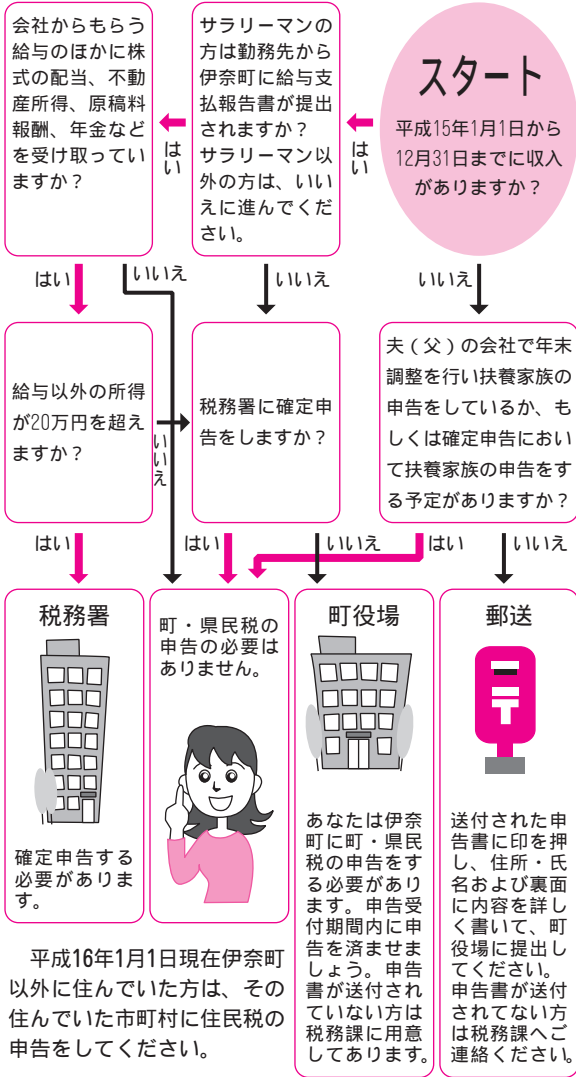 スタート
平成15年1月1日から
12月31日までに収入
がありますか？
はい
サラリーマンの
方は勤務先から
伊奈町に給与支
払報告書が提出
されますか？
サラリーマン以
外の方は、いい
えに進んでくだ
さい。
はい
会社からもらう
給与のほかに株
式の配当、不動
産所得、原稿料
報酬、年金など
を受け取ってい
ますか？
はい
いいえ
いいえ
いいえ
給与以外の所得
が20万円を超え
ますか？
いいえ
税務署に確定申
告をしますか？
夫（父）の会社で年末
調整を行い扶養家族の
申告をしているか、も
しくは確定申告におい
て扶養家族の申告をす
る予定がありますか？
はい
はい
いいえ
はい
いいえ
税務署
確定申告する
必要がありま
す。
町・県民税の
申告の必要は
ありません。
町役場
あなたは伊奈
町に町・県民
税の申告をす
る必要があり
ます。申告受
付期間内に申
告を済ませま
しょう。申告
書が送付され
ていない方は
税務課に用意
してあります。
郵送
送付された申
告書に印を押
し、住所・氏
名および裏面
に内容を詳し
く書いて、町
役場に提出し
てください。
申告書が送付
されてない方
は税務課へご
連絡ください。
平成16年1月1日現在伊奈町
以外に住んでいた方は、その
住んでいた市町村に住民税の
申告をしてください。